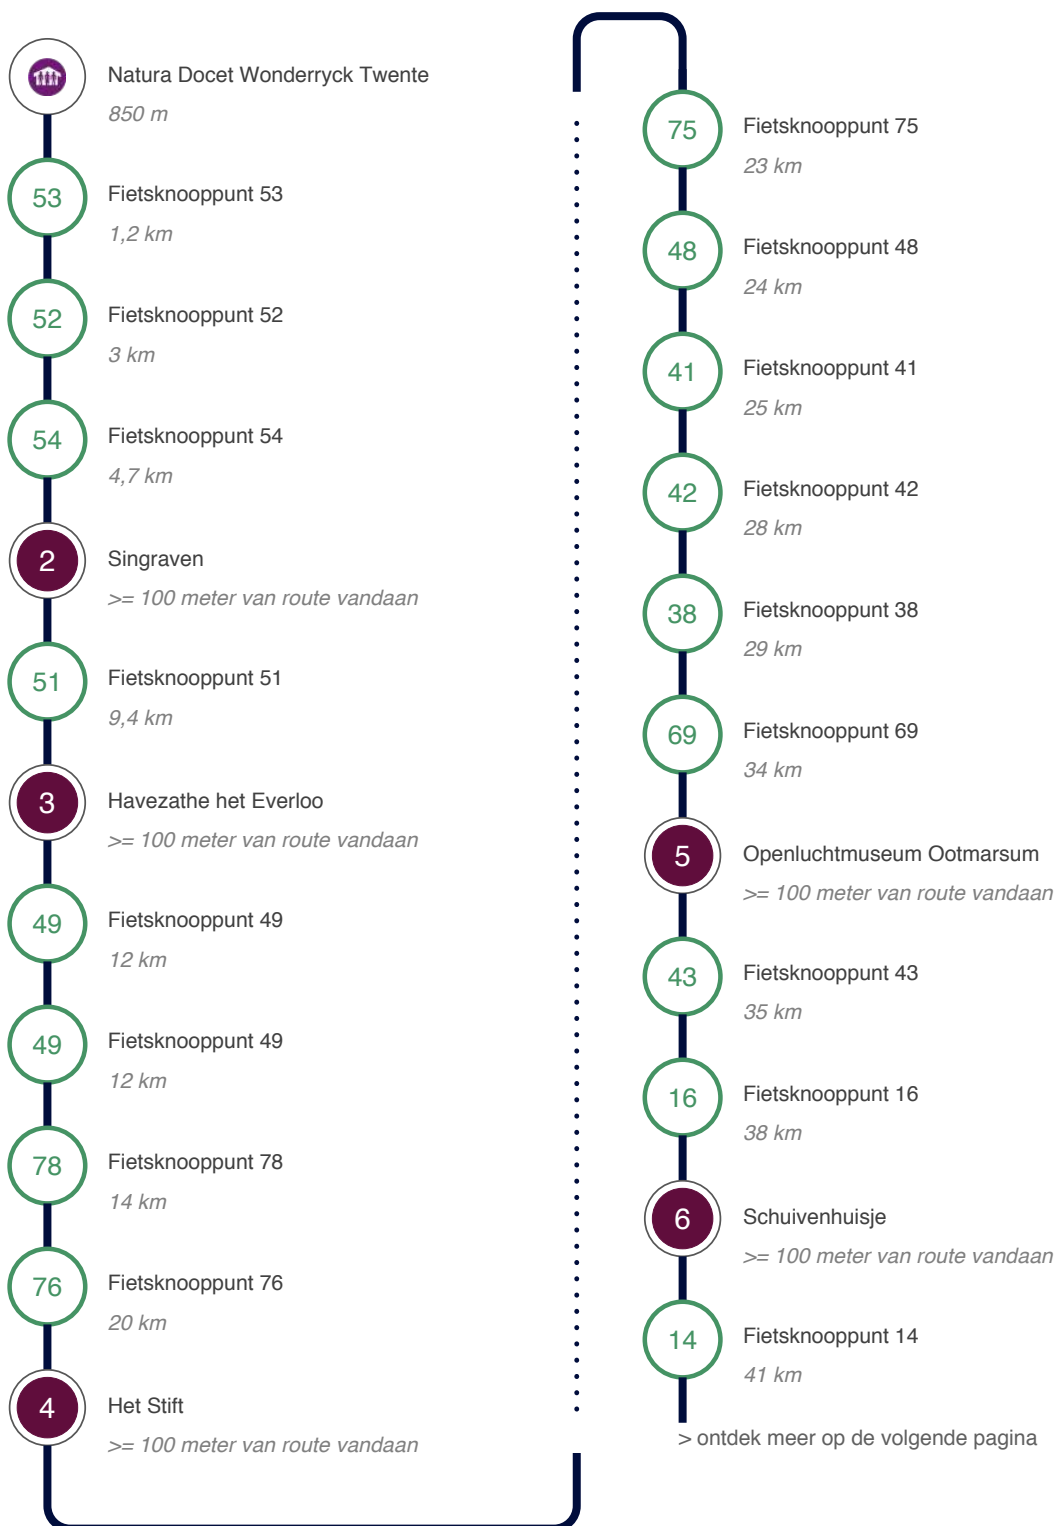 Natura Docet Wonderryck Twente
850 m
53
Fietsknooppunt 53
1,2 km
52
Fietsknooppunt 52
3 km
54
Fietsknooppunt 54
4,7 km
2
Singraven
>= 100 meter van route vandaan
51
Fietsknooppunt 51
9,4 km
3
Havezathe het Everloo
>= 100 meter van route vandaan
49
Fietsknooppunt 49
12 km
49
Fietsknooppunt 49
12 km
78
Fietsknooppunt 78
14 km
76
Fietsknooppunt 76
20 km
4
Het Stift
>= 100 meter van route vandaan
75
Fietsknooppunt 75
23 km
48
Fietsknooppunt 48
24 km
41
Fietsknooppunt 41
25 km
42
Fietsknooppunt 42
28 km
38
Fietsknooppunt 38
29 km
69
Fietsknooppunt 69
34 km
5
Openluchtmuseum Ootmarsum
>= 100 meter van route vandaan
43
Fietsknooppunt 43
35 km
16
Fietsknooppunt 16
38 km
6
Schuivenhuisje
>= 100 meter van route vandaan
14
Fietsknooppunt 14
41 km
> ontdek meer op de volgende pagina